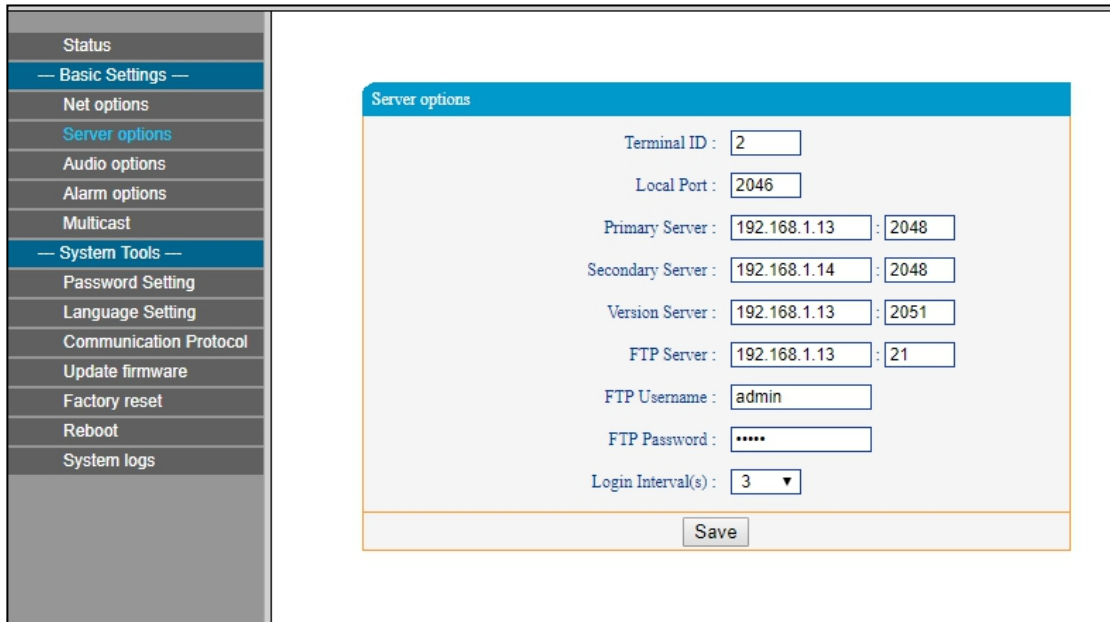 Status
— Basic Settings —
Net options
Server options
Audio options
Alarm options
Multicast
— System Tools —
Password Setting
Language Setting
Communication Protocol
Update firmware
Factory reset
Reboot
System logs
Server options
Terminal ID : 2
Local Port : 2046
Primary Server : 192.168.1.13 : 2048
Secondary Server : 192.168.1.14 : 2048
Version Server : 192.168.1.13 : 2051
FTP Server : 192.168.1.13 : 21
FTP Username : admin
FTP Password : •••••
Login Interval(s) : 3 ▼
Save